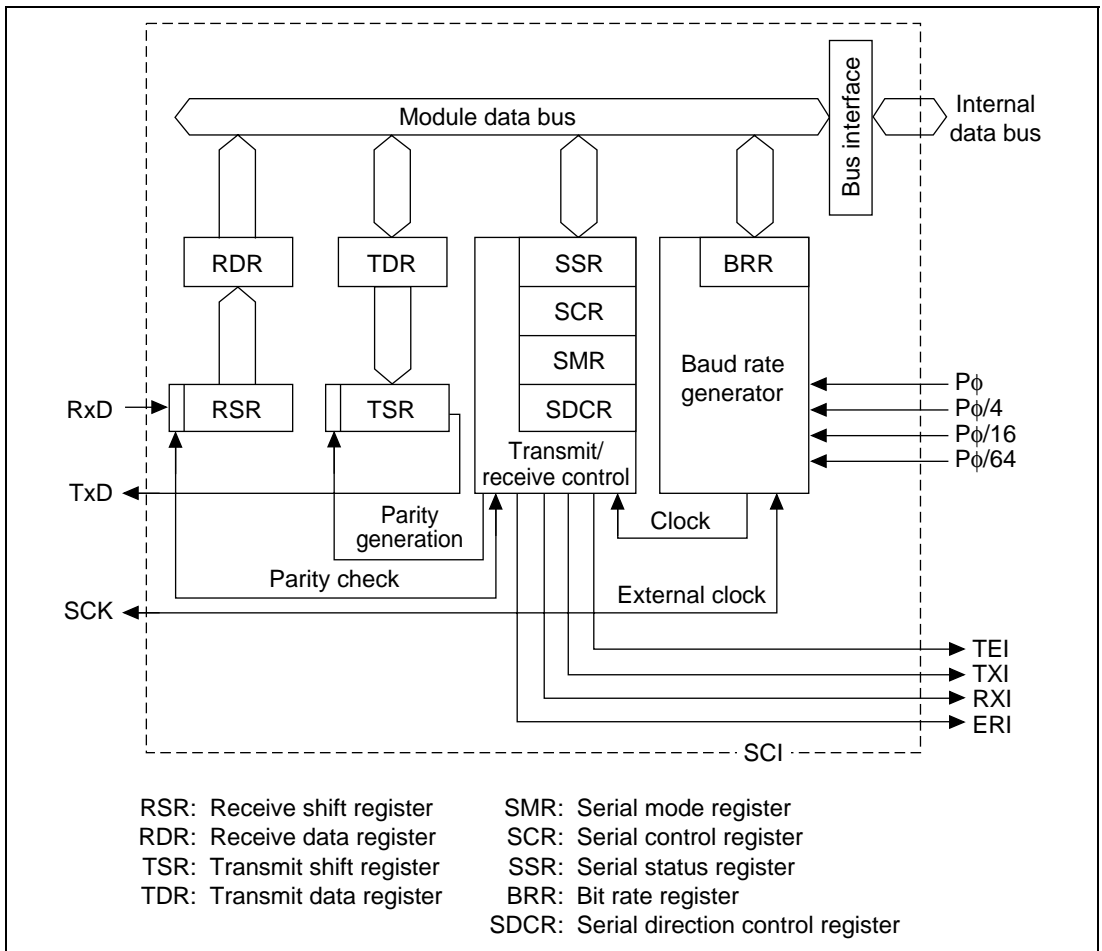 Module data bus
Bus interface
Internal
data bus
RDR
TDR
SSR
BRR
SCR
SMR
Baud rate
generator
Pϕ
Pϕ/4
Pϕ/16
Pϕ/64
RxD
RSR
TSR
SDCR
Transmit/
receive control
TxD
Parity
generation
Clock
Parity check
External clock
SCK
TEI
TXI
RXI
ERI
SCI
RSR: Receive shift register
RDR: Receive data register
TSR: Transmit shift register
TDR: Transmit data register
SMR: Serial mode register
SCR: Serial control register
SSR: Serial status register
BRR: Bit rate register
SDCR: Serial direction control register